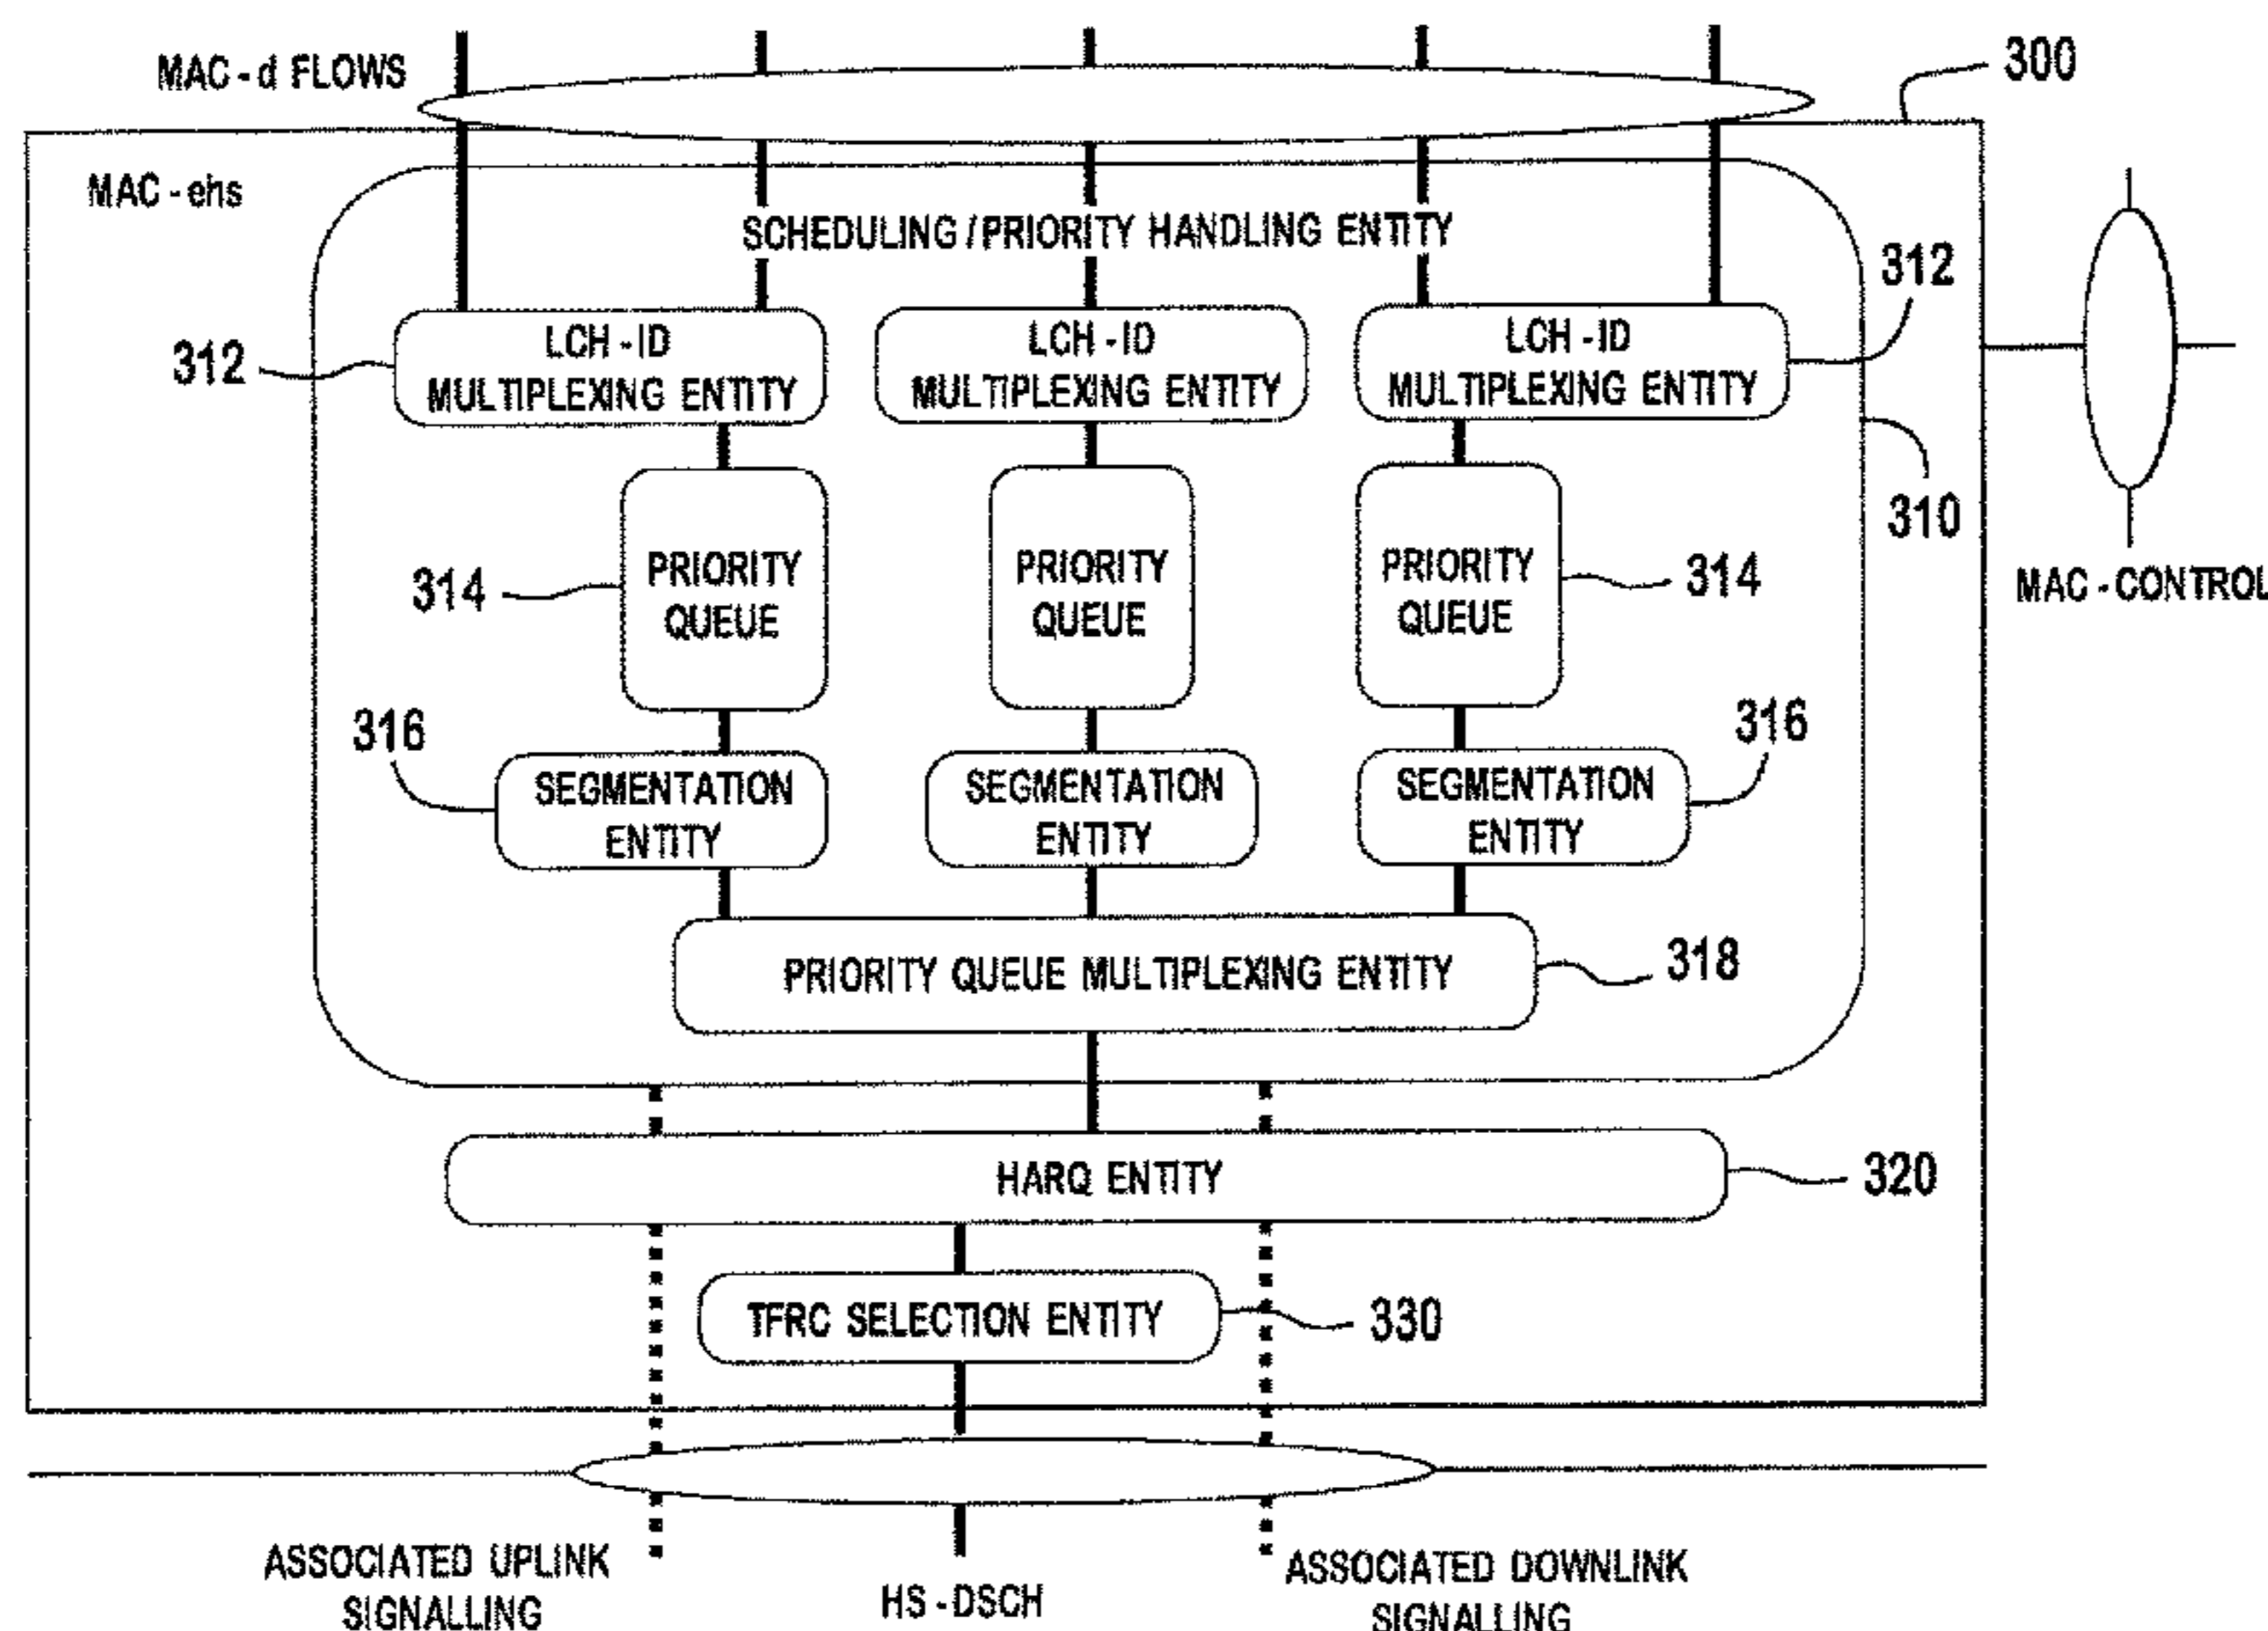 MAC - d FLOWS
300
MAC - ehs
SCHEDULING / PRIORITY HANDLING ENTITY
312
LCH - ID
MULTIPLEXING ENTITY
LCH - ID
MULTIPLEXING ENTITY
LCH - ID
MULTIPLEXING ENTITY
312
310
314
PRIORITY
QUEUE
PRIORITY
QUEUE
PRIORITY
QUEUE
314
MAC - CONTROL
316
SEGMENTATION
ENTITY
SEGMENTATION
ENTITY
SEGMENTATION
ENTITY
316
PRIORITY QUEUE MULTIPLEXING ENTITY
318
HARQ ENTITY
320
TFRC SELECTION ENTITY
330
ASSOCIATED UPLINK
SIGNALLING
HS - DSCH
ASSOCIATED DOWNLINK
SIGNALLING